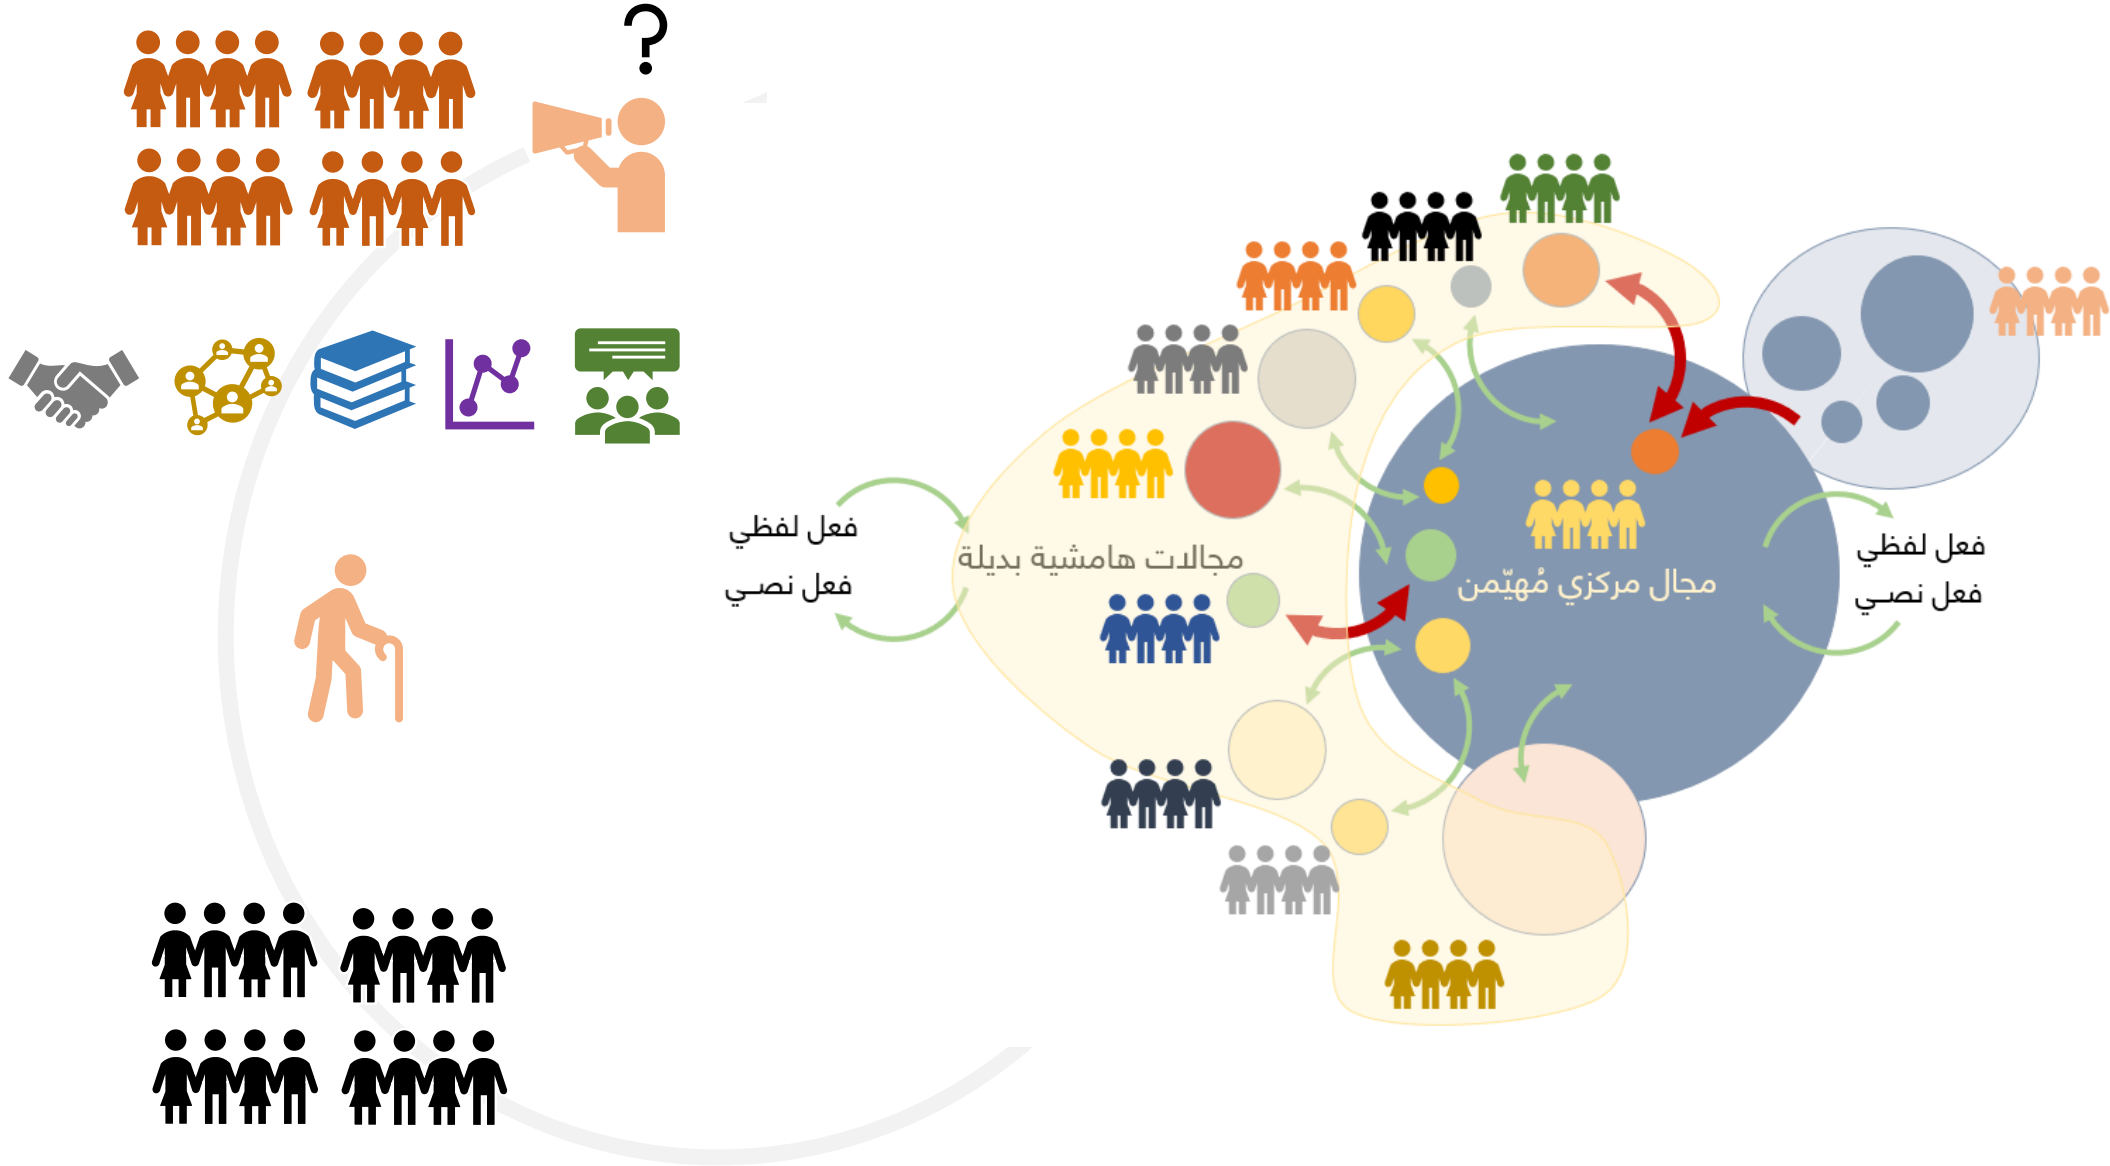 ?
فعل لفظي
فعل نصي
مجالات هامشية بديلة
مجال مركزي مُهيّمن
فعل لفظي
فعل نصي